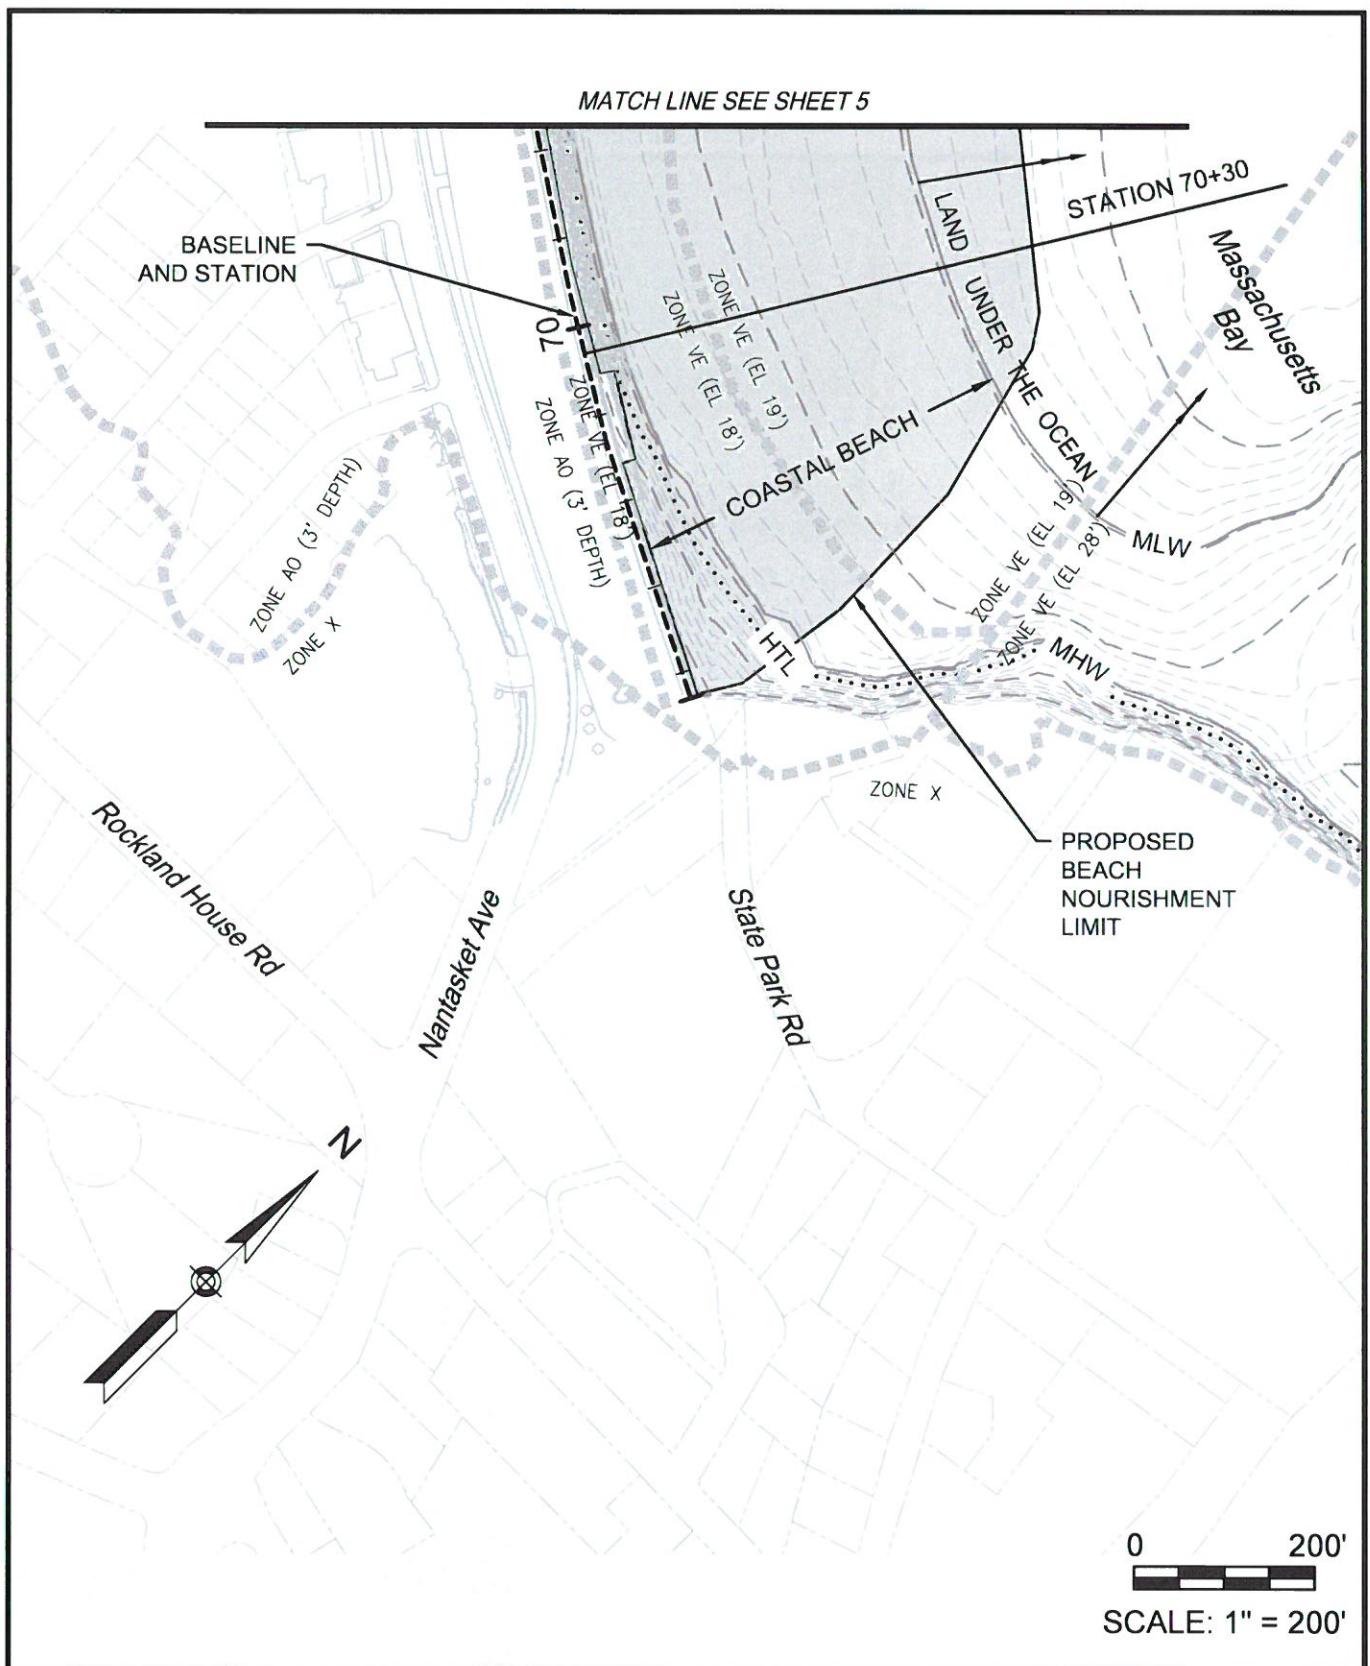 MATCH LINE SEE SHEET 5
BASELINE
AND STATION
STATION 70+30
LAND UNDER THE OCEAN
Massachusetts
Bay
70
ZONE VE (EL 19')
ZONE VE (EL 18')
ZONE VE (EL 18')
ZONE AO (3' DEPTH)
COASTAL BEACH
ZONE AO (3' DEPTH)
ZONE X
ZONE VE (EL 19')
ZONE VE (EL 28')
MLW
HTL
MHW
ZONE X
PROPOSED
BEACH
NOURISHMENT
LIMIT
Rockland House Rd
Nantasket Ave
State Park Rd
N
0 200'
SCALE: 1" = 200'